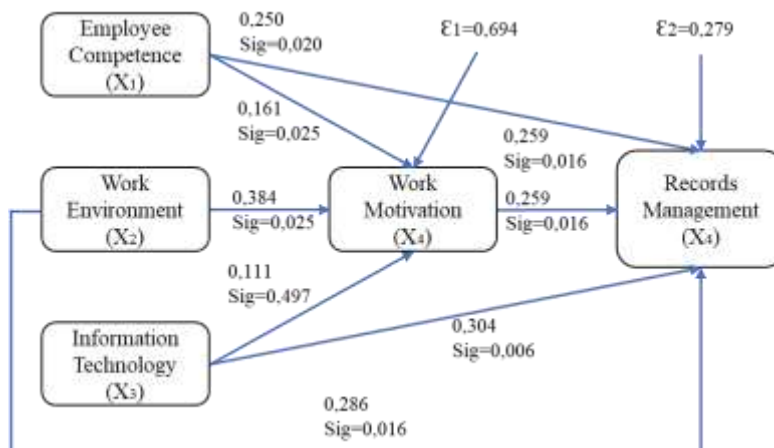 Employee
Competence
(X1)
0,250
Sig=0,020
Ɛ1=0,694
Ɛ2=0,279
0,161
Sig=0,025
0,259
Sig=0,016
Work
Environment
(X2)
0,384
Sig=0,025
Work
Motivation
(X4)
0,259
Sig=0,016
Records
Management
(X4)
0,111
Sig=0,497
Information
Technology
(X3)
0,304
Sig=0,006
0,286
Sig=0,016